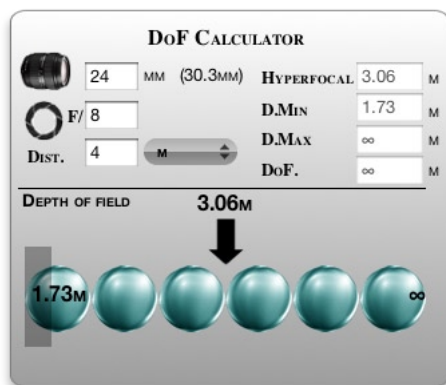 DoF Calculator
24 mm (30.3mm)
F/ 8
Dist. 4 m
Hyperfocal 3.06 m
D.Min 1.73 m
D.Max ∞ m
DoF. ∞ m
Depth of field 3.06m
1.73m ∞